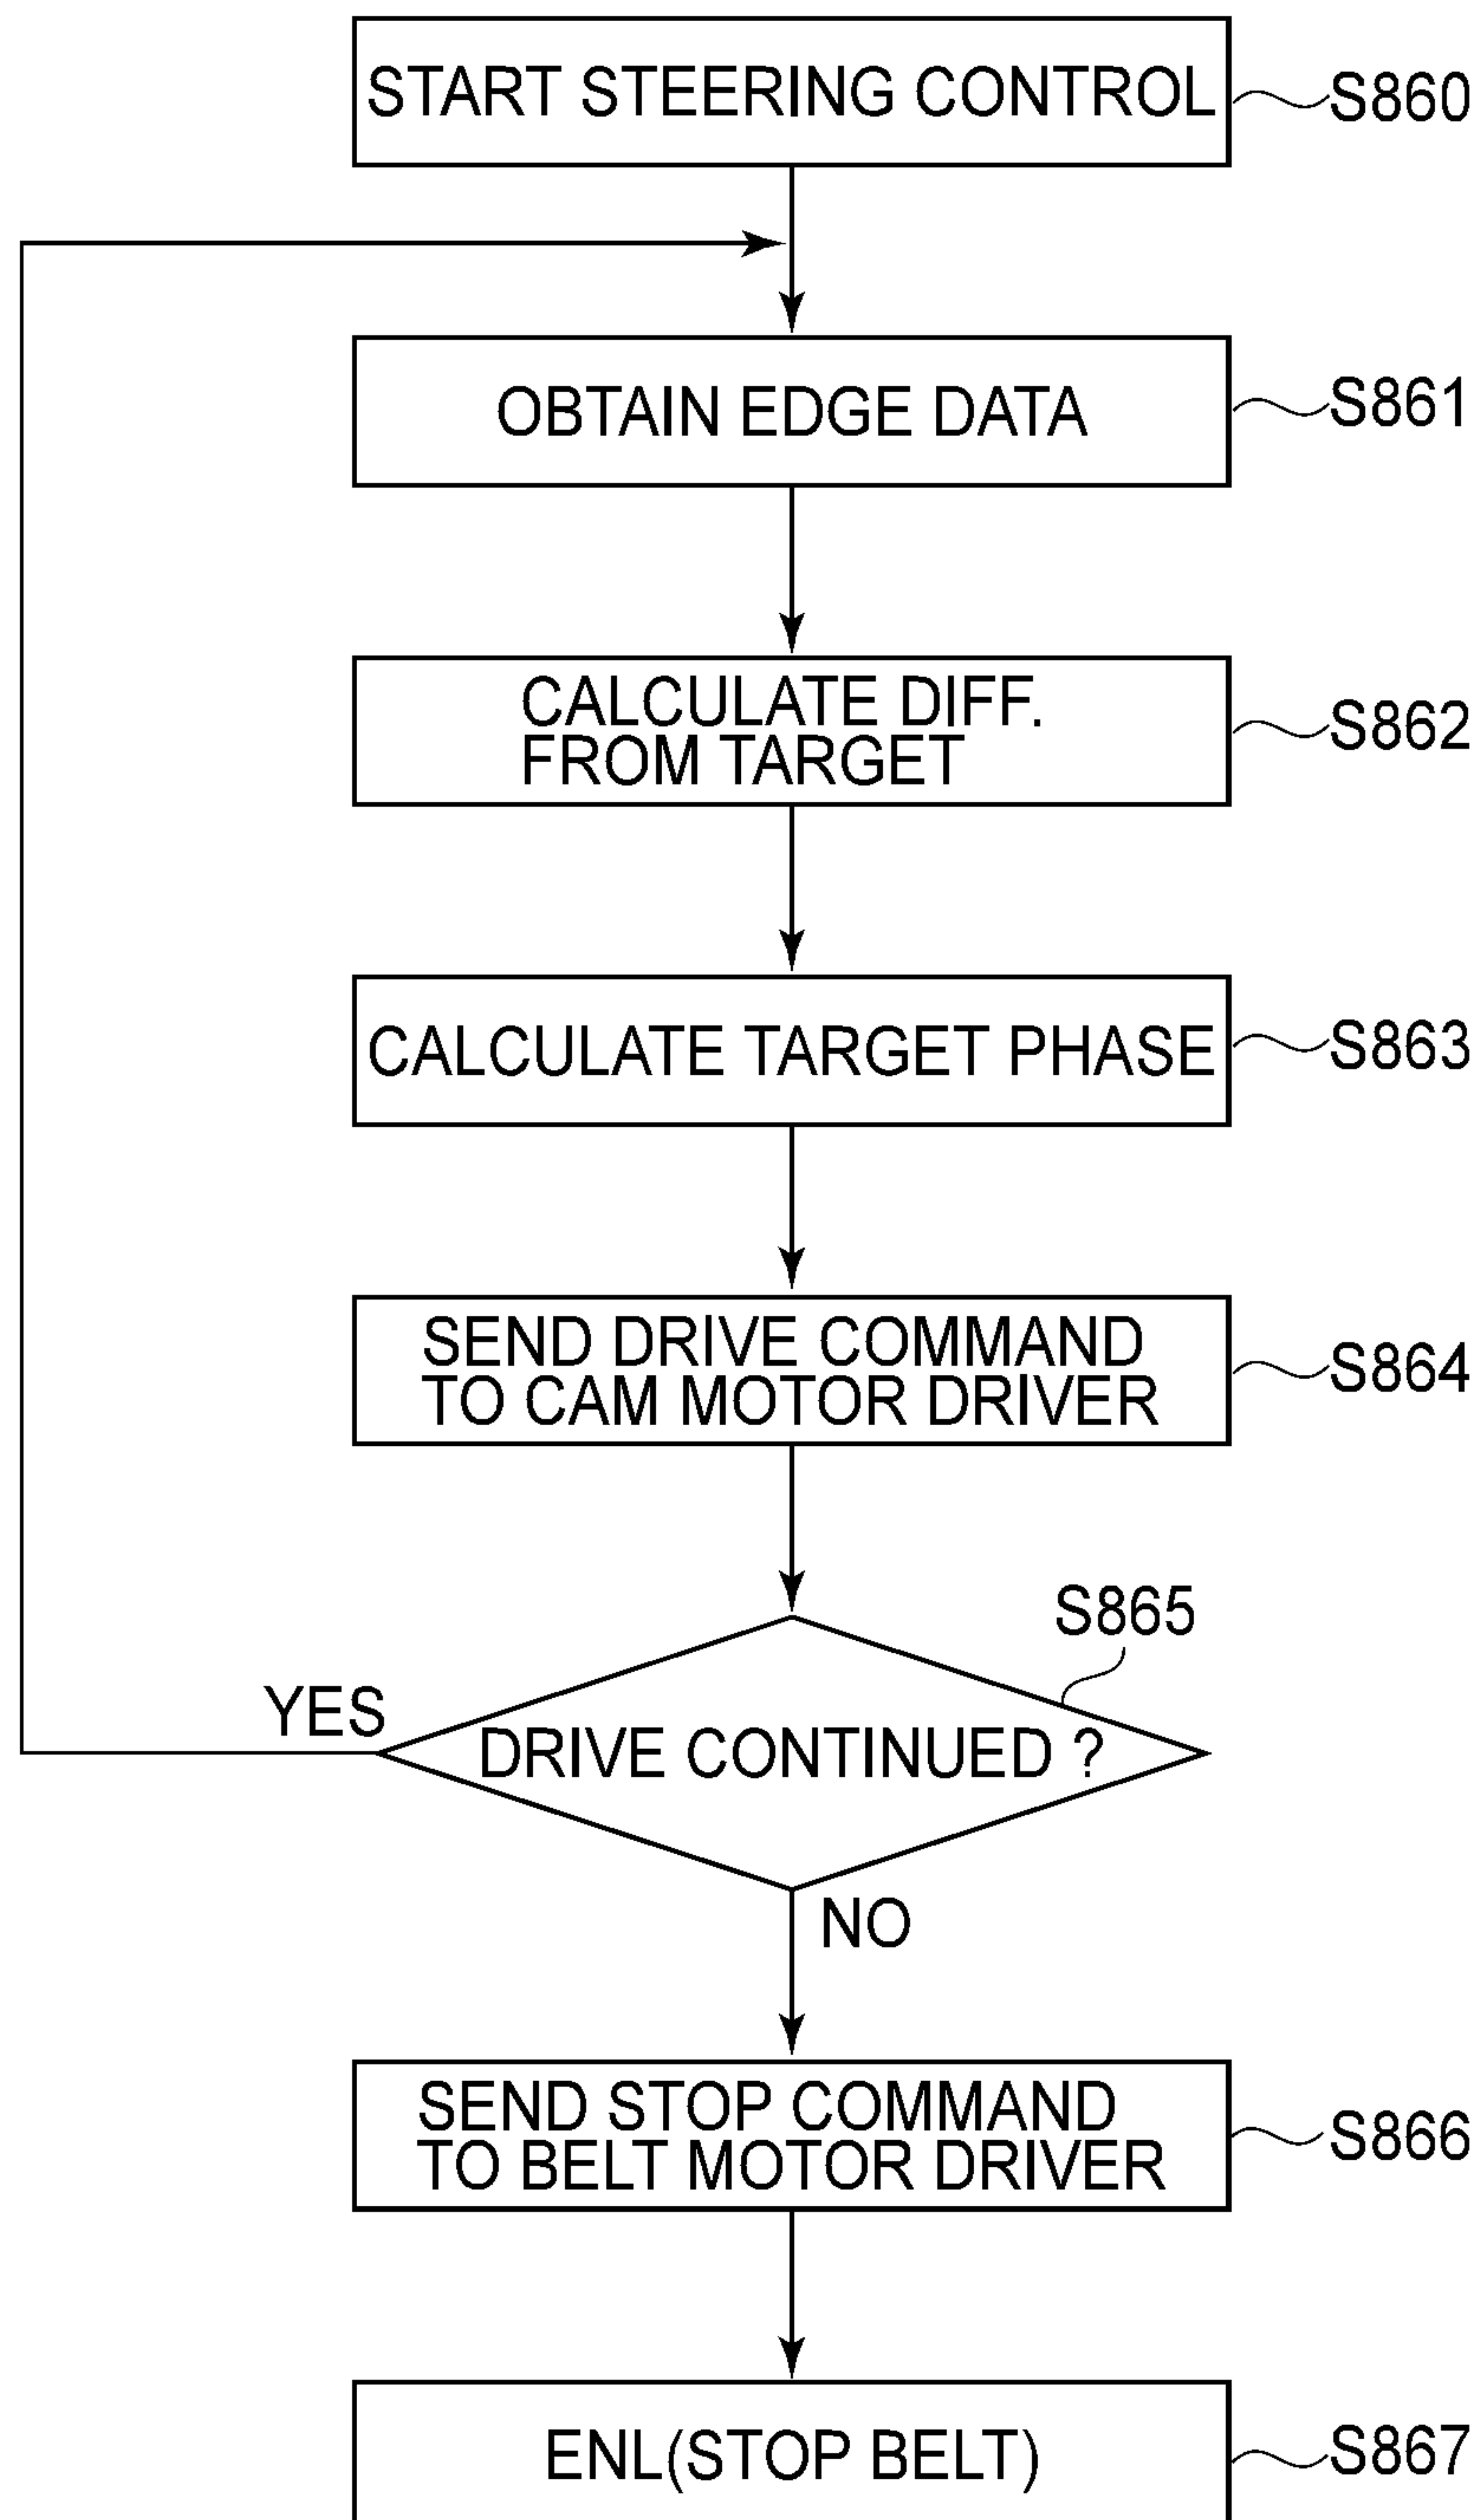 START STEERING CONTROL
S860
OBTAIN EDGE DATA
S861
CALCULATE DIFF.
FROM TARGET
S862
CALCULATE TARGET PHASE
S863
SEND DRIVE COMMAND
TO CAM MOTOR DRIVER
S864
S865
YES
DRIVE CONTINUED ?
NO
SEND STOP COMMAND
TO BELT MOTOR DRIVER
S866
ENL(STOP BELT)
S867